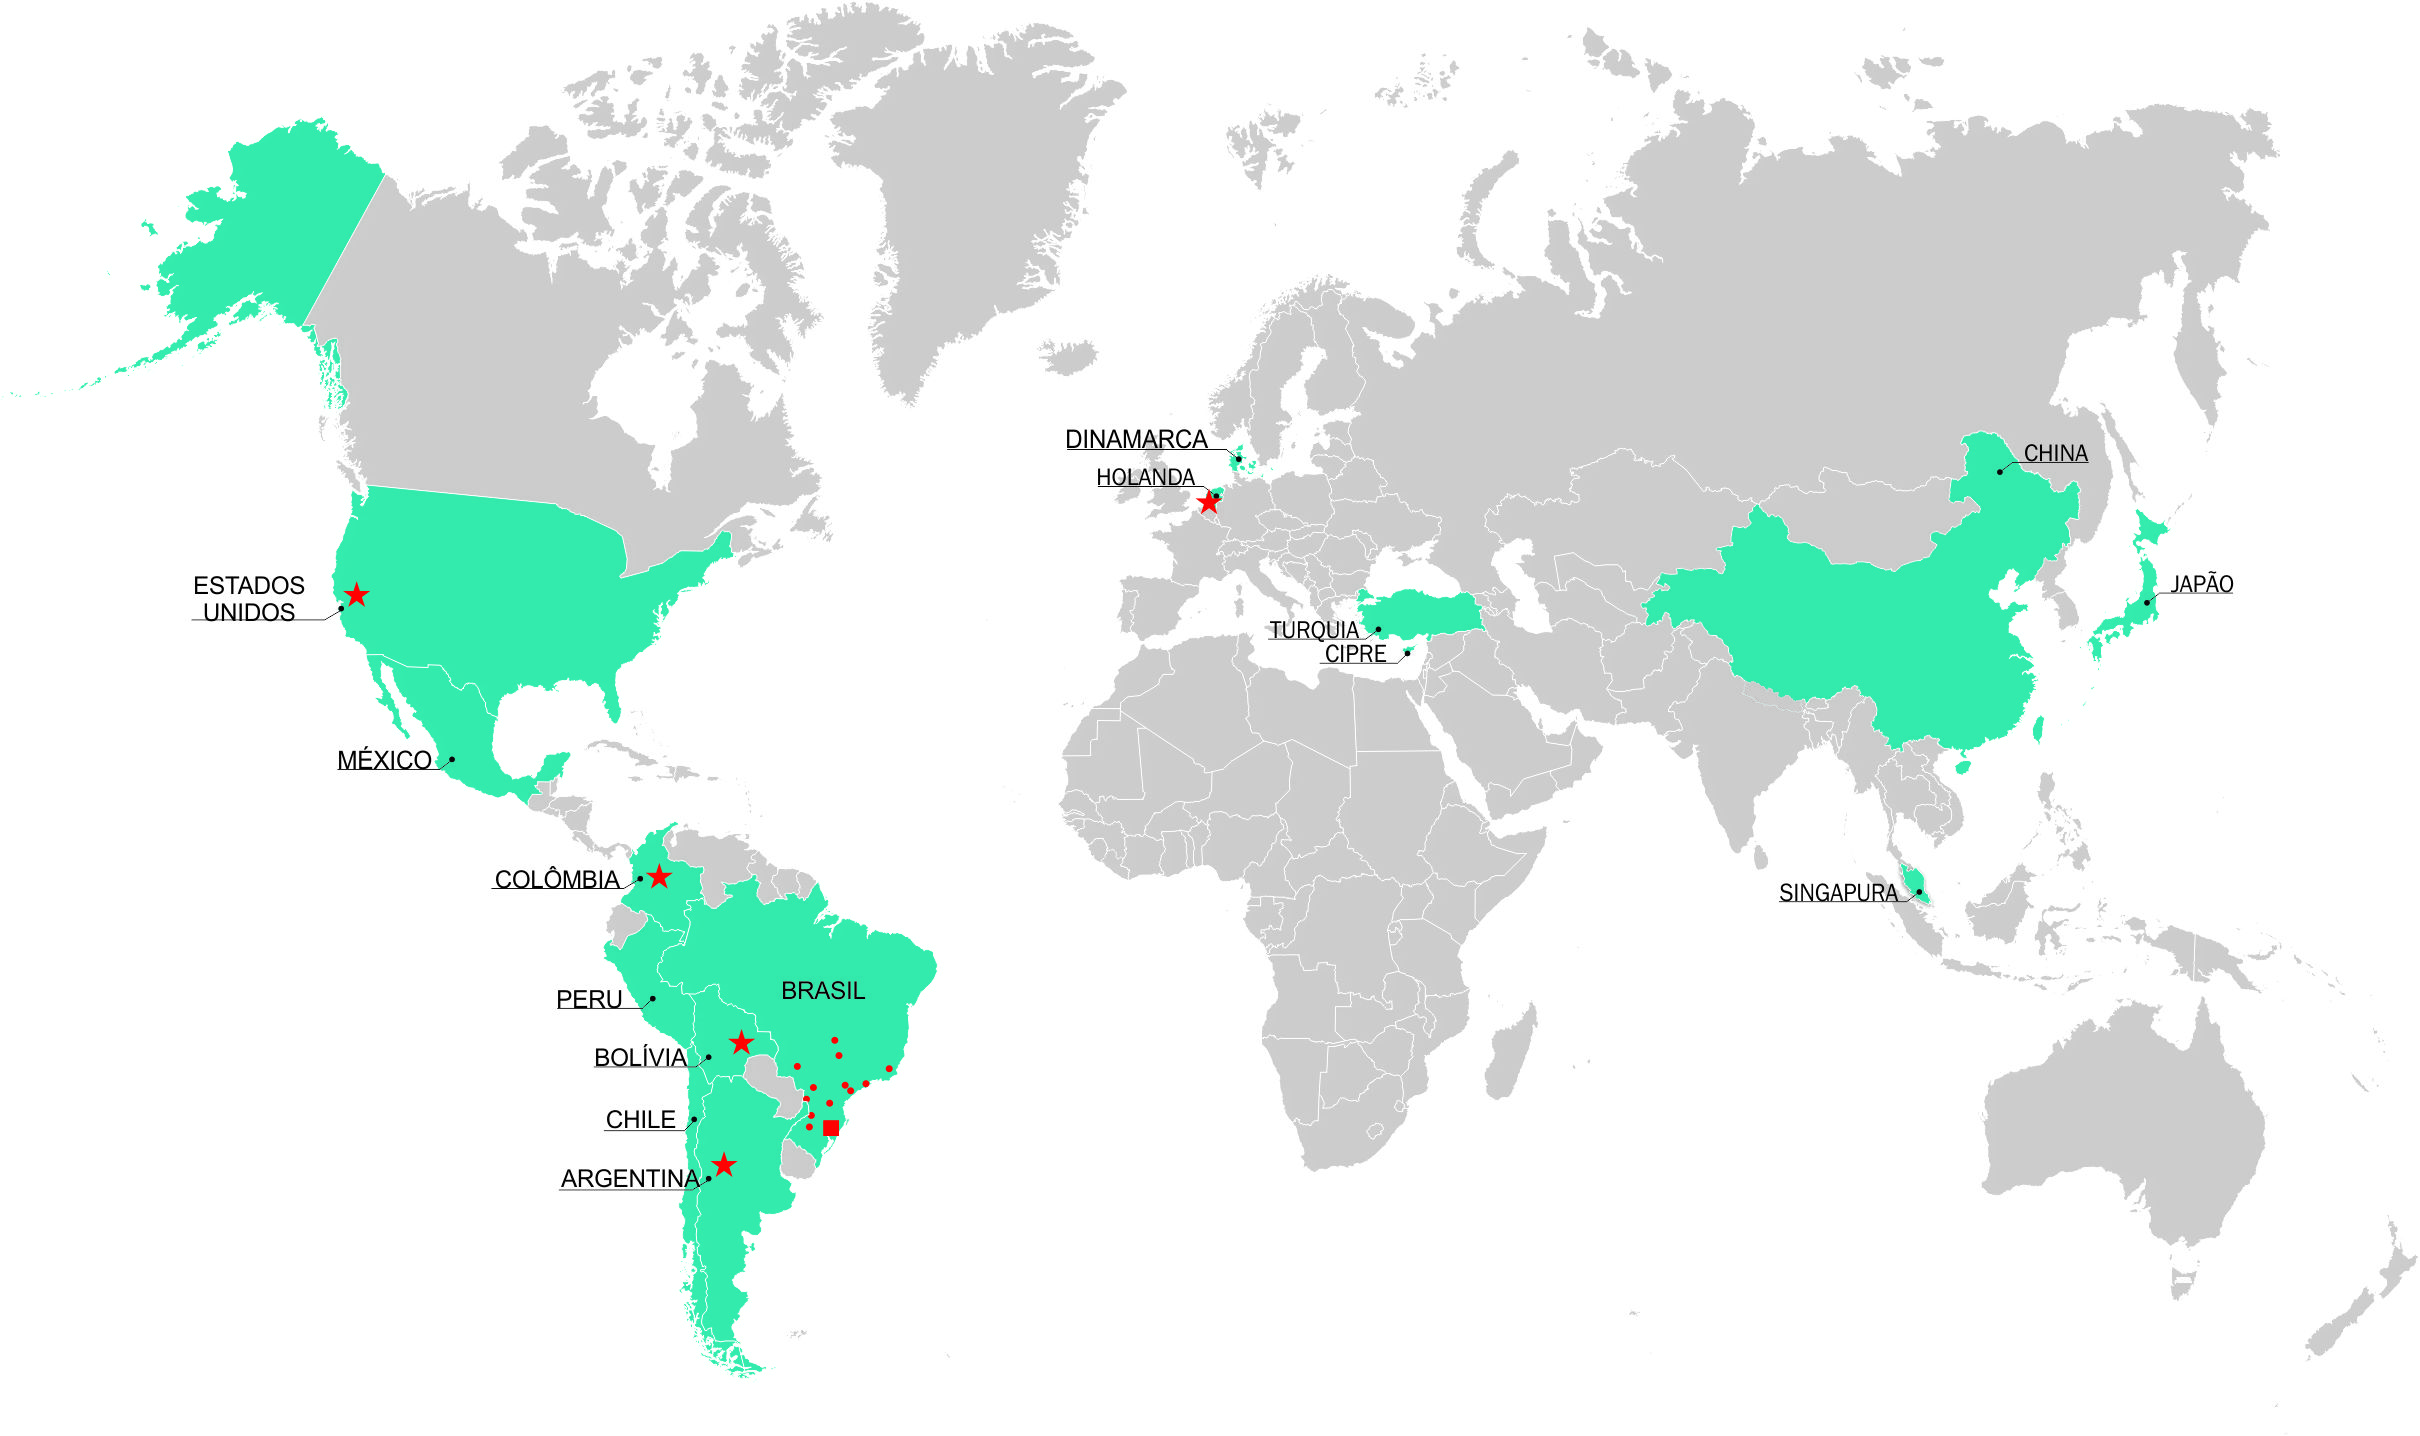 DINAMARCA
HOLANDA
CHINA
ESTADOS
UNIDOS
JAPÃO
TURQUIA
CIPRE
MÉXICO
COLÔMBIA
SINGAPURA
BRASIL
PERU
BOLÍVIA
CHILE
ARGENTINA